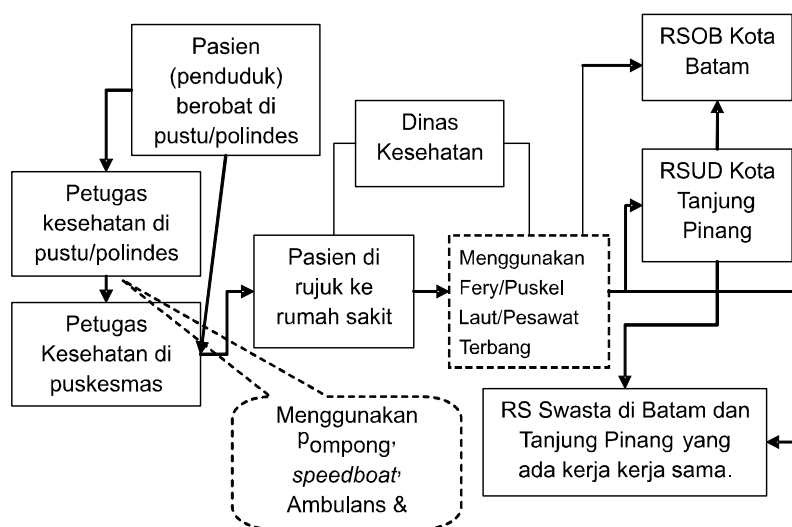 Pasien
(penduduk)
berobat di
pustu/polindes
Petugas
kesehatan di
pustu/polindes
Petugas
Kesehatan di
puskesmas
Menggunakan
Pompong,
speedboat,
Ambulans &
Pasien di
rujuk ke
rumah sakit
Dinas
Kesehatan
Menggunakan
Fery/Puskel
Laut/Pesawat
Terbang
RSOB Kota
Batam
RSUD Kota
Tanjung
Pinang
RS Swasta di Batam dan
Tanjung Pinang yang
ada kerja kerja sama.